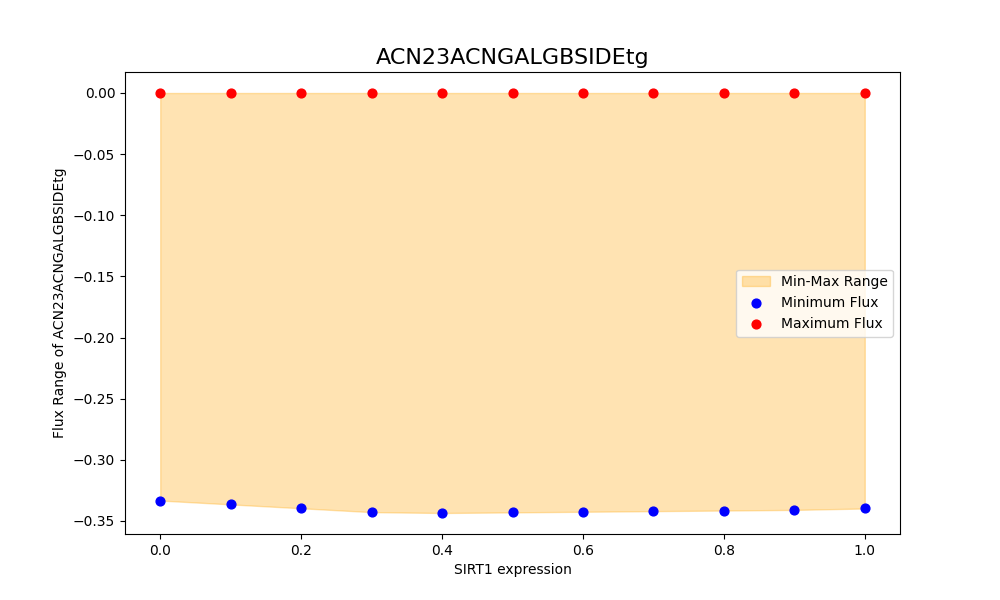 ACN23ACNGALGBSIDEtg
Flux Range of ACN23ACNGALGBSIDEtg
0.00
−0.05
−0.10
−0.15
−0.20
−0.25
−0.30
−0.35
Min-Max Range
Minimum Flux
Maximum Flux
0.0 0.2 0.4 0.6 0.8 1.0
SIRT1 expression